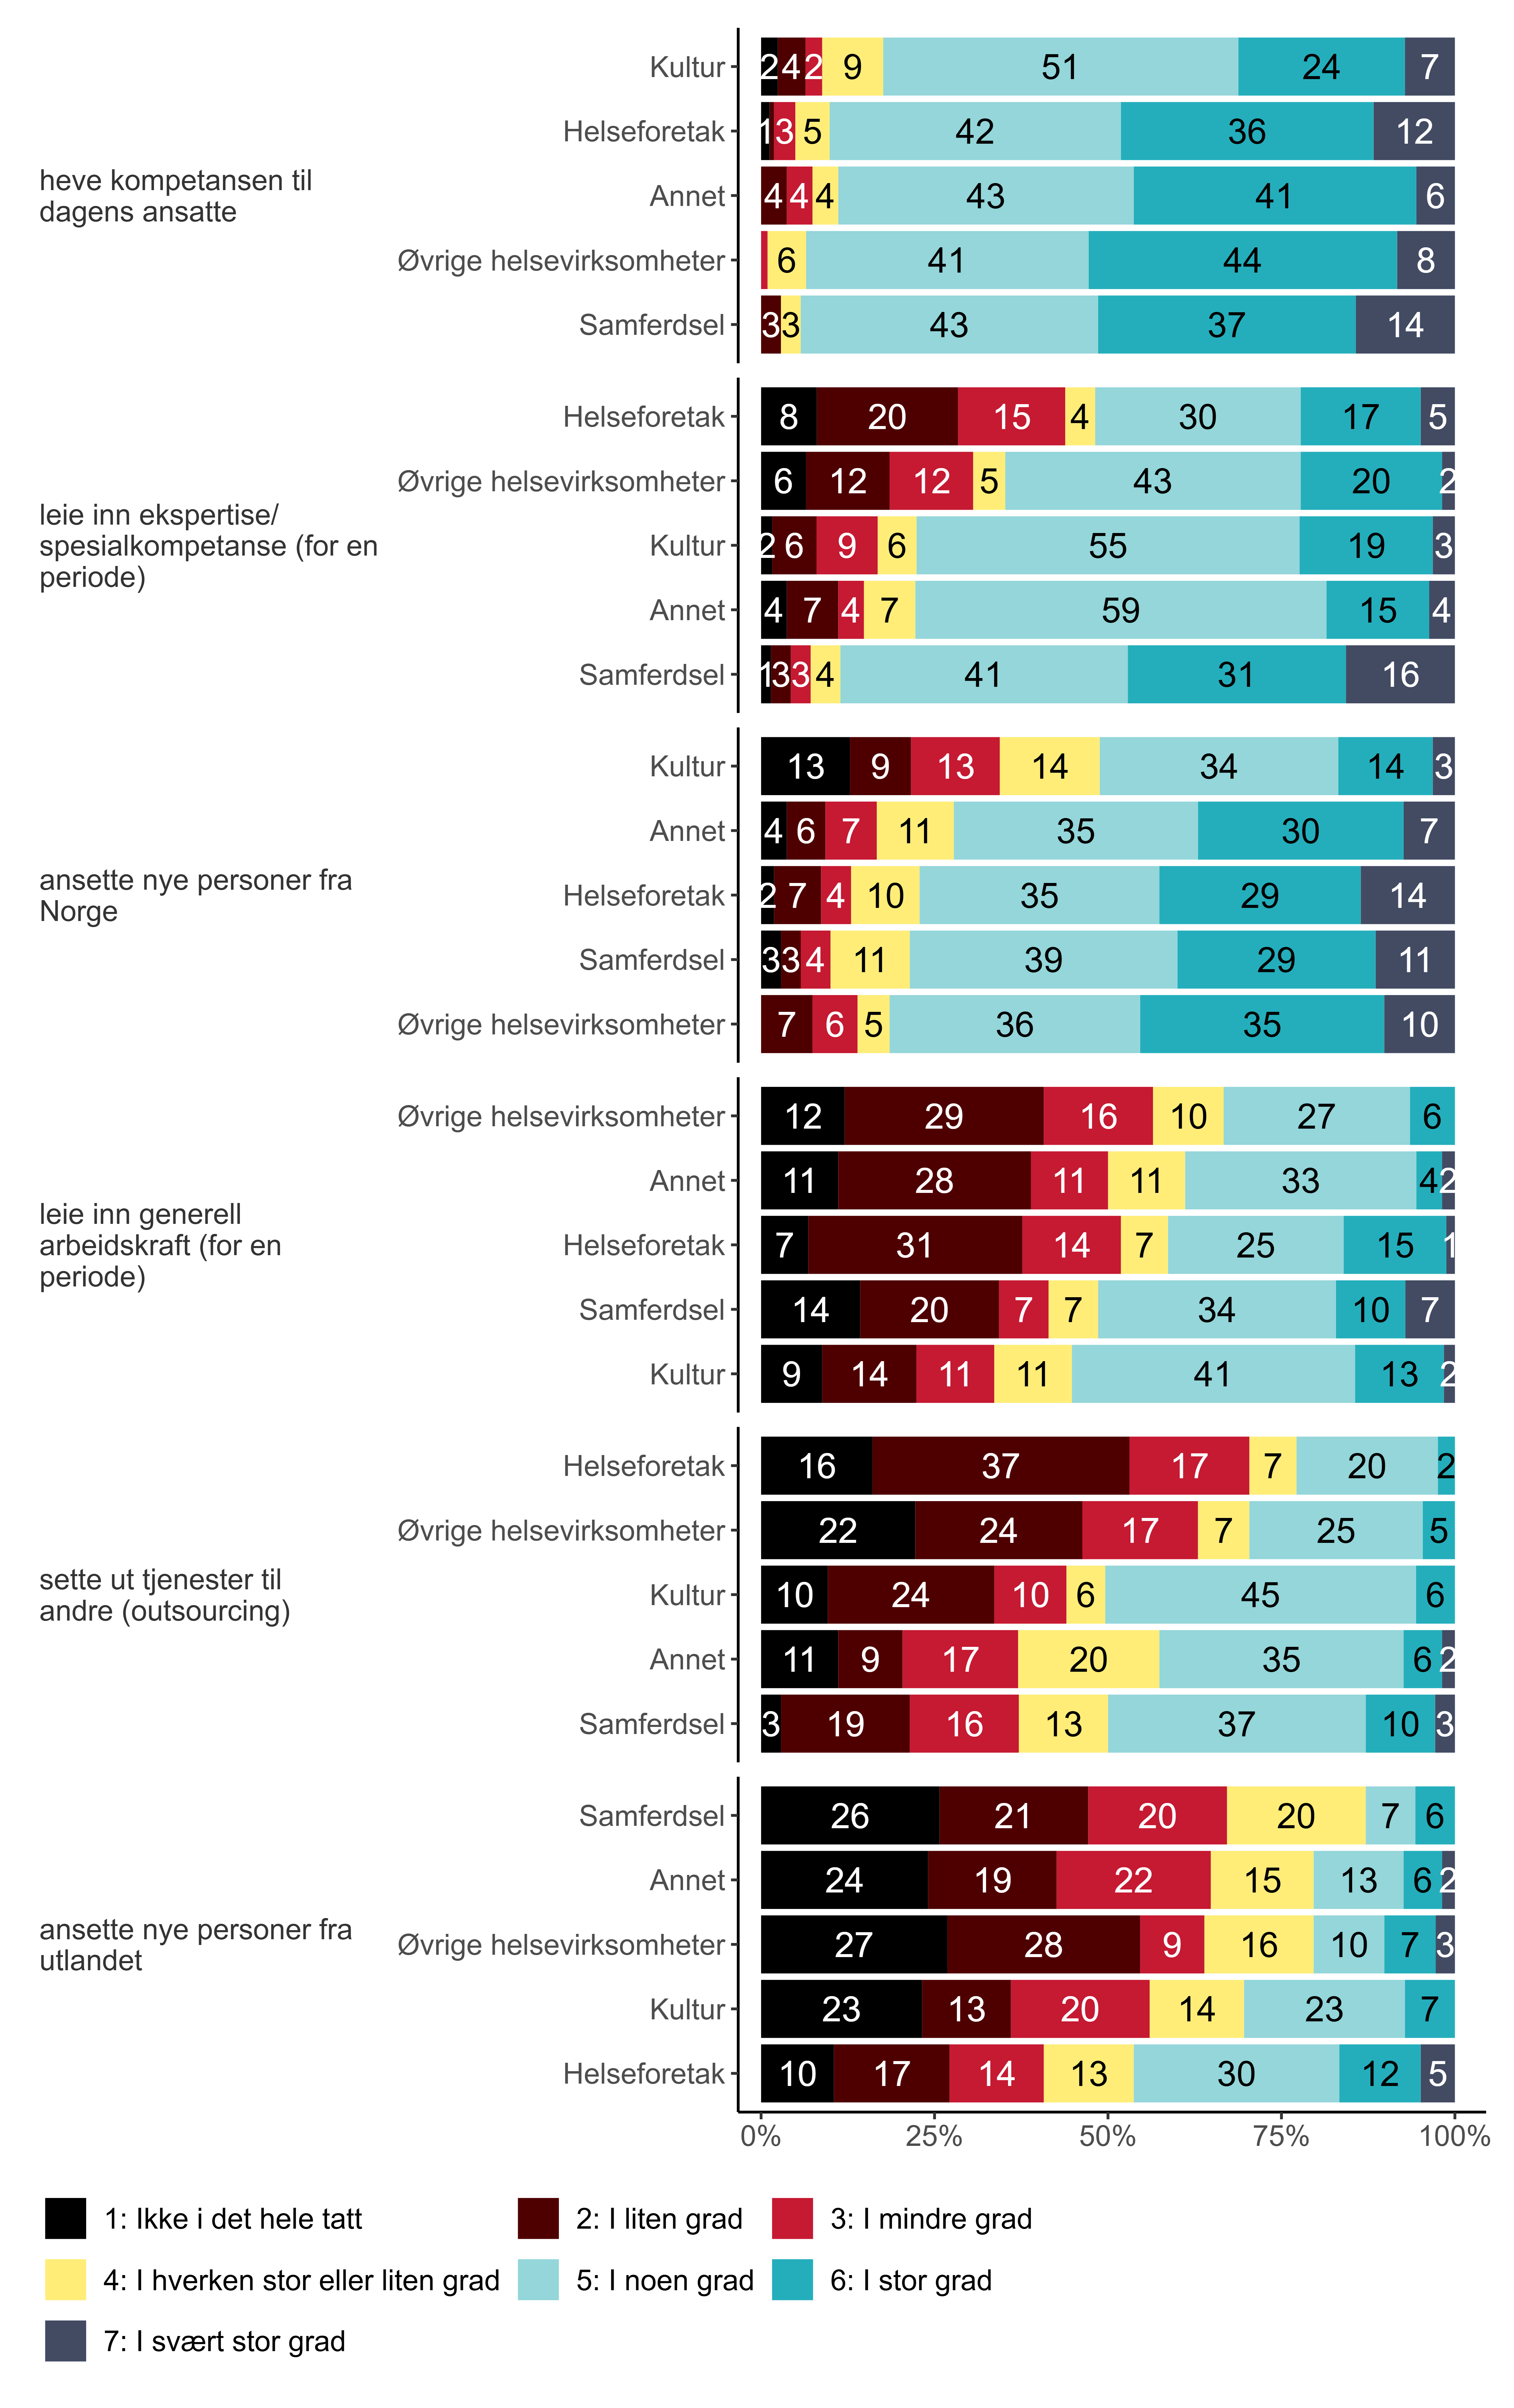 Kultur 2 4 2 9 51 24 7
Helseforetak 1 3 5 42 36 12
heve kompetansen til
dagens ansatte
Annet 4 4 4 43 41 6
Øvrige helsevirksomheter 6 41 44 8
Samferdsel 3 3 43 37 14
Helseforetak 8 20 15 4 30 17 5
Øvrige helsevirksomheter 6 12 12 5 43 20 2
leie inn ekspertise/
spesialkompetanse (for en
periode)
Kultur 2 6 9 6 55 19 3
Annet 4 7 4 7 59 15 4
Samferdsel 1 3 3 4 41 31 16
Kultur 13 9 13 14 34 14 3
Annet 4 6 7 11 35 30 7
ansette nye personer fra
Norge
Helseforetak 2 7 4 10 35 29 14
Samferdsel 3 3 4 11 39 29 11
Øvrige helsevirksomheter 7 6 5 36 35 10
Øvrige helsevirksomheter 12 29 16 10 27 6
Annet 11 28 11 11 33 4 2
leie inn generell
arbeidskraft (for en
periode)
Helseforetak 7 31 14 7 25 15 1
Samferdsel 14 20 7 7 34 10 7
Kultur 9 14 11 11 41 13 2
Helseforetak 16 37 17 7 20 2
Øvrige helsevirksomheter 22 24 17 7 25 5
sette ut tjenester til
andre (outsourcing)
Kultur 10 24 10 6 45 6
Annet 11 9 17 20 35 6 2
Samferdsel 3 19 16 13 37 10 3
Samferdsel 26 21 20 20 7 6
Annet 24 19 22 15 13 6 2
ansette nye personer fra
utlandet
Øvrige helsevirksomheter 27 28 9 16 10 7 3
Kultur 23 13 20 14 23 7
Helseforetak 10 17 14 13 30 12 5
0% 25% 50% 75% 100%
1: Ikke i det hele tatt 2: I liten grad 3: I mindre grad
4: I hverken stor eller liten grad 5: I noen grad 6: I stor grad
7: I svært stor grad